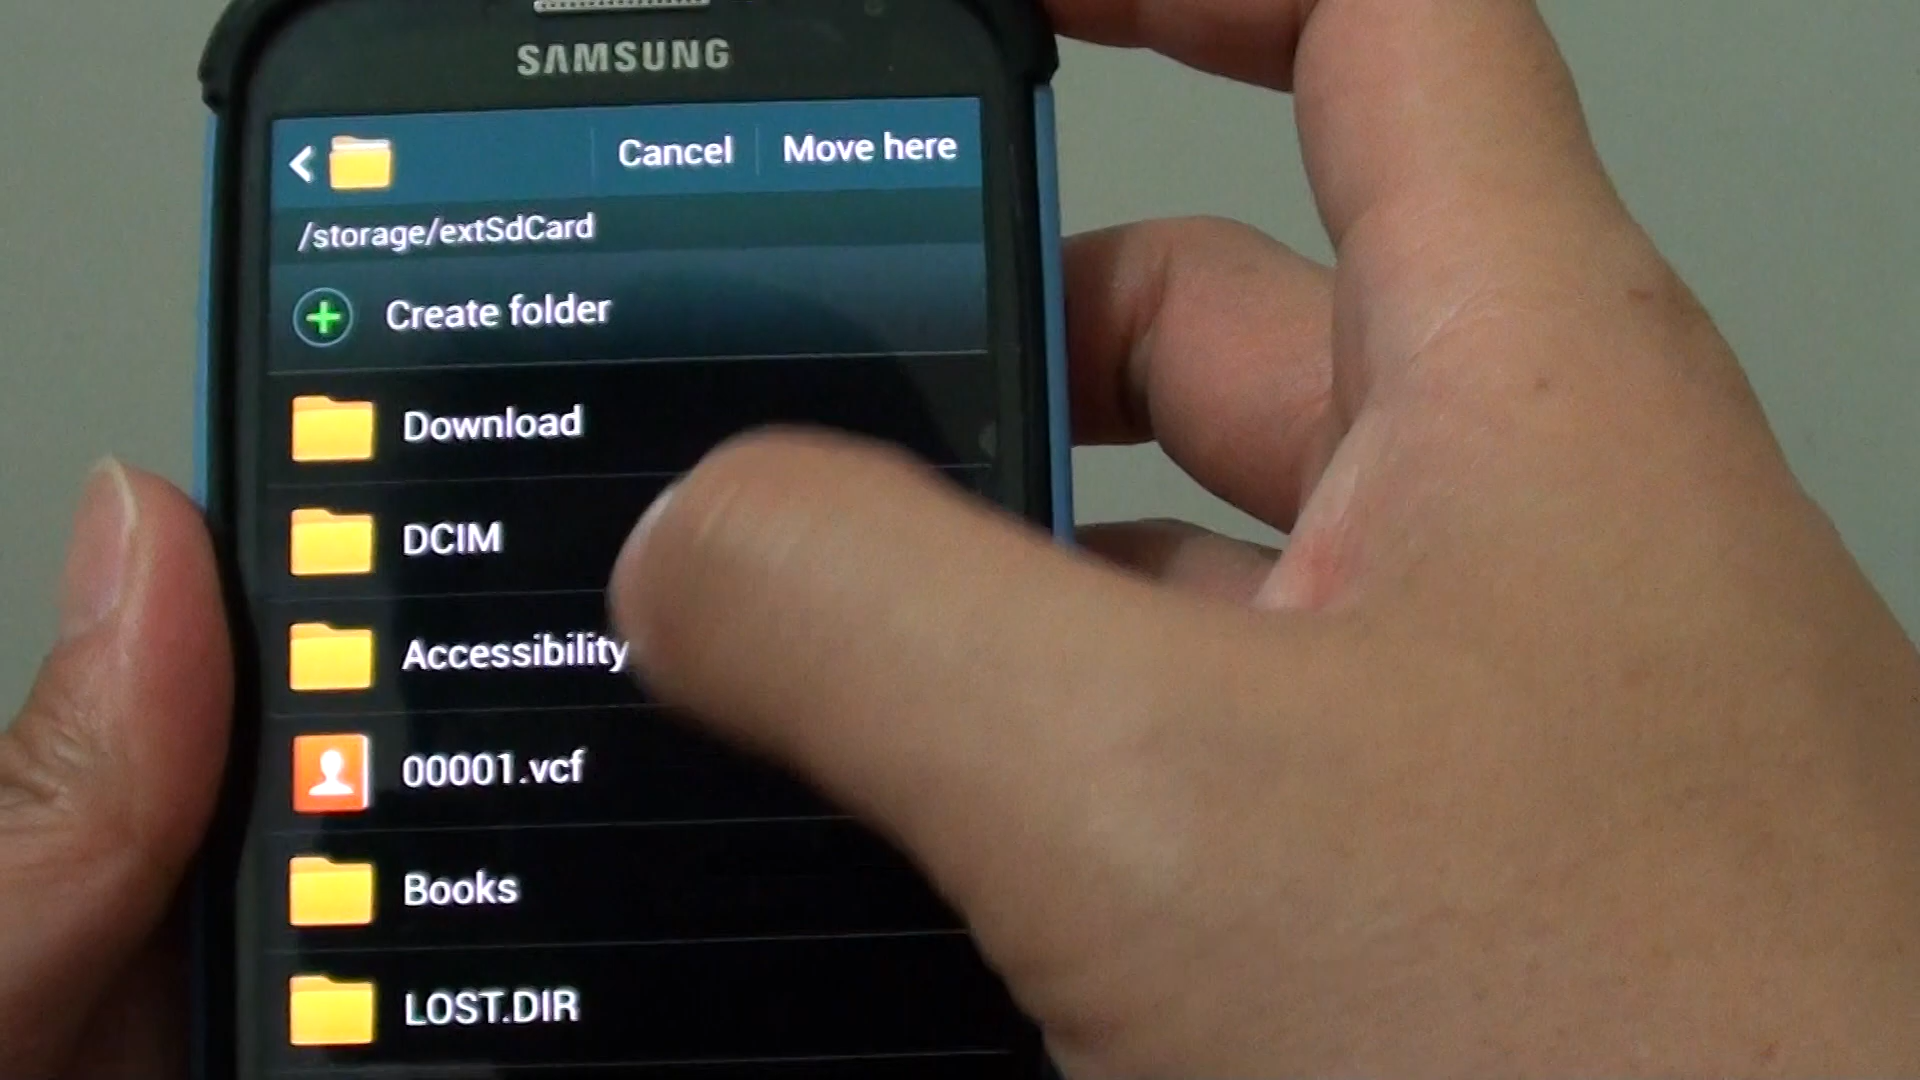 SAMSUNG
Cancel Move here
/storage/extSdCard
Create folder
Download
DCIM
Accessibility
00001.vcf
Books
LOST.DIR